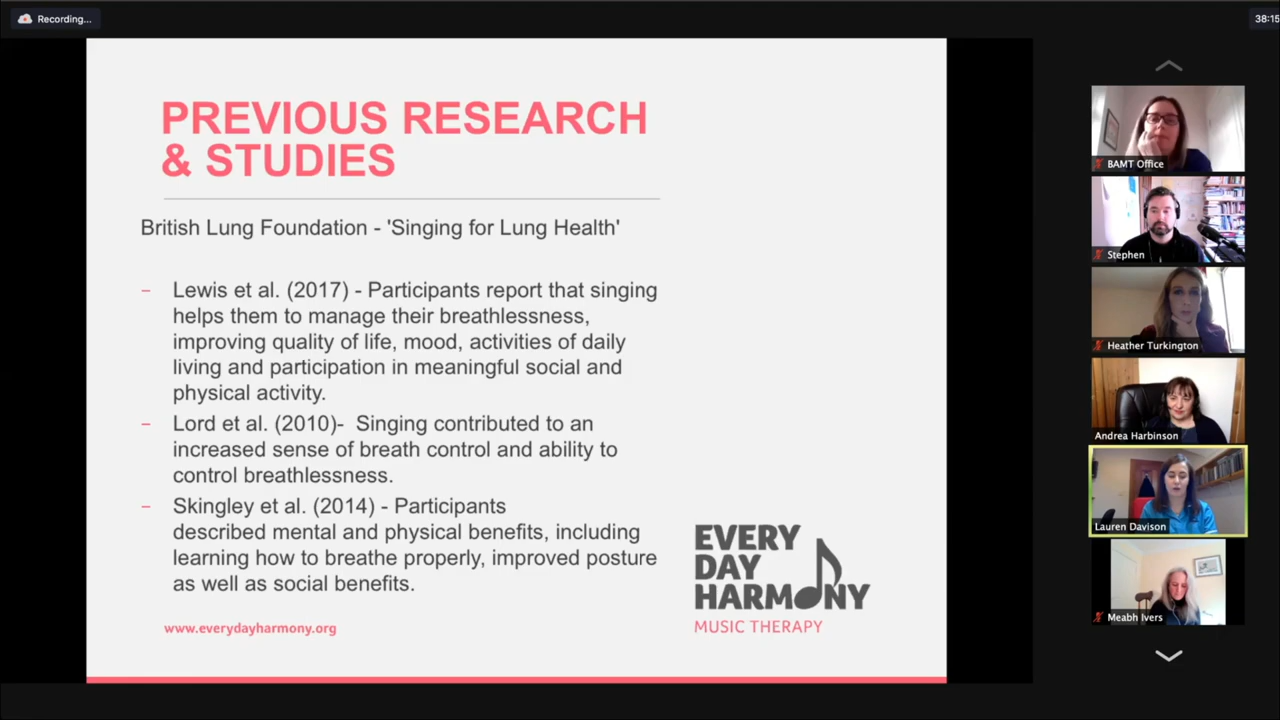 Recording...
38:15
PREVIOUS RESEARCH
& STUDIES
British Lung Foundation - 'Singing for Lung Health'
– Lewis et al. (2017) - Participants report that singing
helps them to manage their breathlessness,
improving quality of life, mood, activities of daily
living and participation in meaningful social and
physical activity.
– Lord et al. (2010)- Singing contributed to an
increased sense of breath control and ability to
control breathlessness.
– Skingley et al. (2014) - Participants
described mental and physical benefits, including
learning how to breathe properly, improved posture
as well as social benefits.
www.everydayharmony.org
EVERY
DAY
HARMONY
MUSIC THERAPY
BAMT Office
Stephen
Heather Turkington
Andrea Harbinson
Lauren Davison
Meabh Ivers